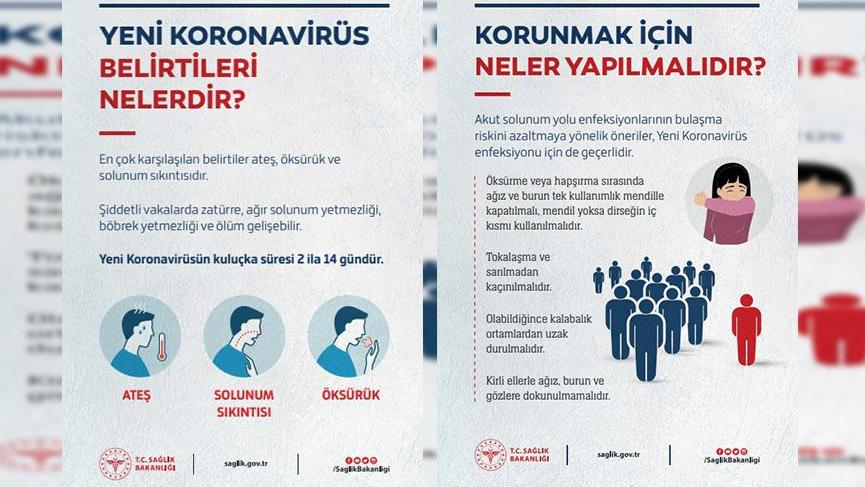 YENİ KORONAVİRÜS
BELİRTİLERİ
NELERDİR?
En çok karşılaşılan belirtiler ateş, öksürük ve
solunum sıkıntısıdır.
Şiddetli vakalarda zatürre, ağır solunum yetmezliği,
böbrek yetmezliği ve ölüm gelişebilir.
Yeni Koronavirüsün kuluçka süresi 2 ila 14 gündür.
ATEŞ
SOLUNUM
SIKINTISI
ÖKSÜRÜK
T.C. SAĞLIK
BAKANLIĞI
saglik.gov.tr
/SaglikBakanligi
KORUNMAK İÇİN
NELER YAPILMALIDIR?
Akut solunum yolu enfeksiyonlarının bulaşma
riskini azaltmaya yönelik öneriler, Yeni Koronavirüs
enfeksiyonu için de geçerlidir.
Öksürme veya hapşırma sırasında
ağız ve burun tek kullanımlık mendille
kapatılmalı, mendil yoksa dirseğin iç
kısmı kullanılmalıdır.
Tokalaşma ve
sarılmadan
kaçınılmalıdır.
Olabildiğince kalabalık
ortamlardan uzak
durulmalıdır.
Kirli ellerle ağız, burun ve
gözlere dokunulmamalıdır.
T.C. SAĞLIK
BAKANLIĞI
saglik.gov.tr
/SaglikBakanligi